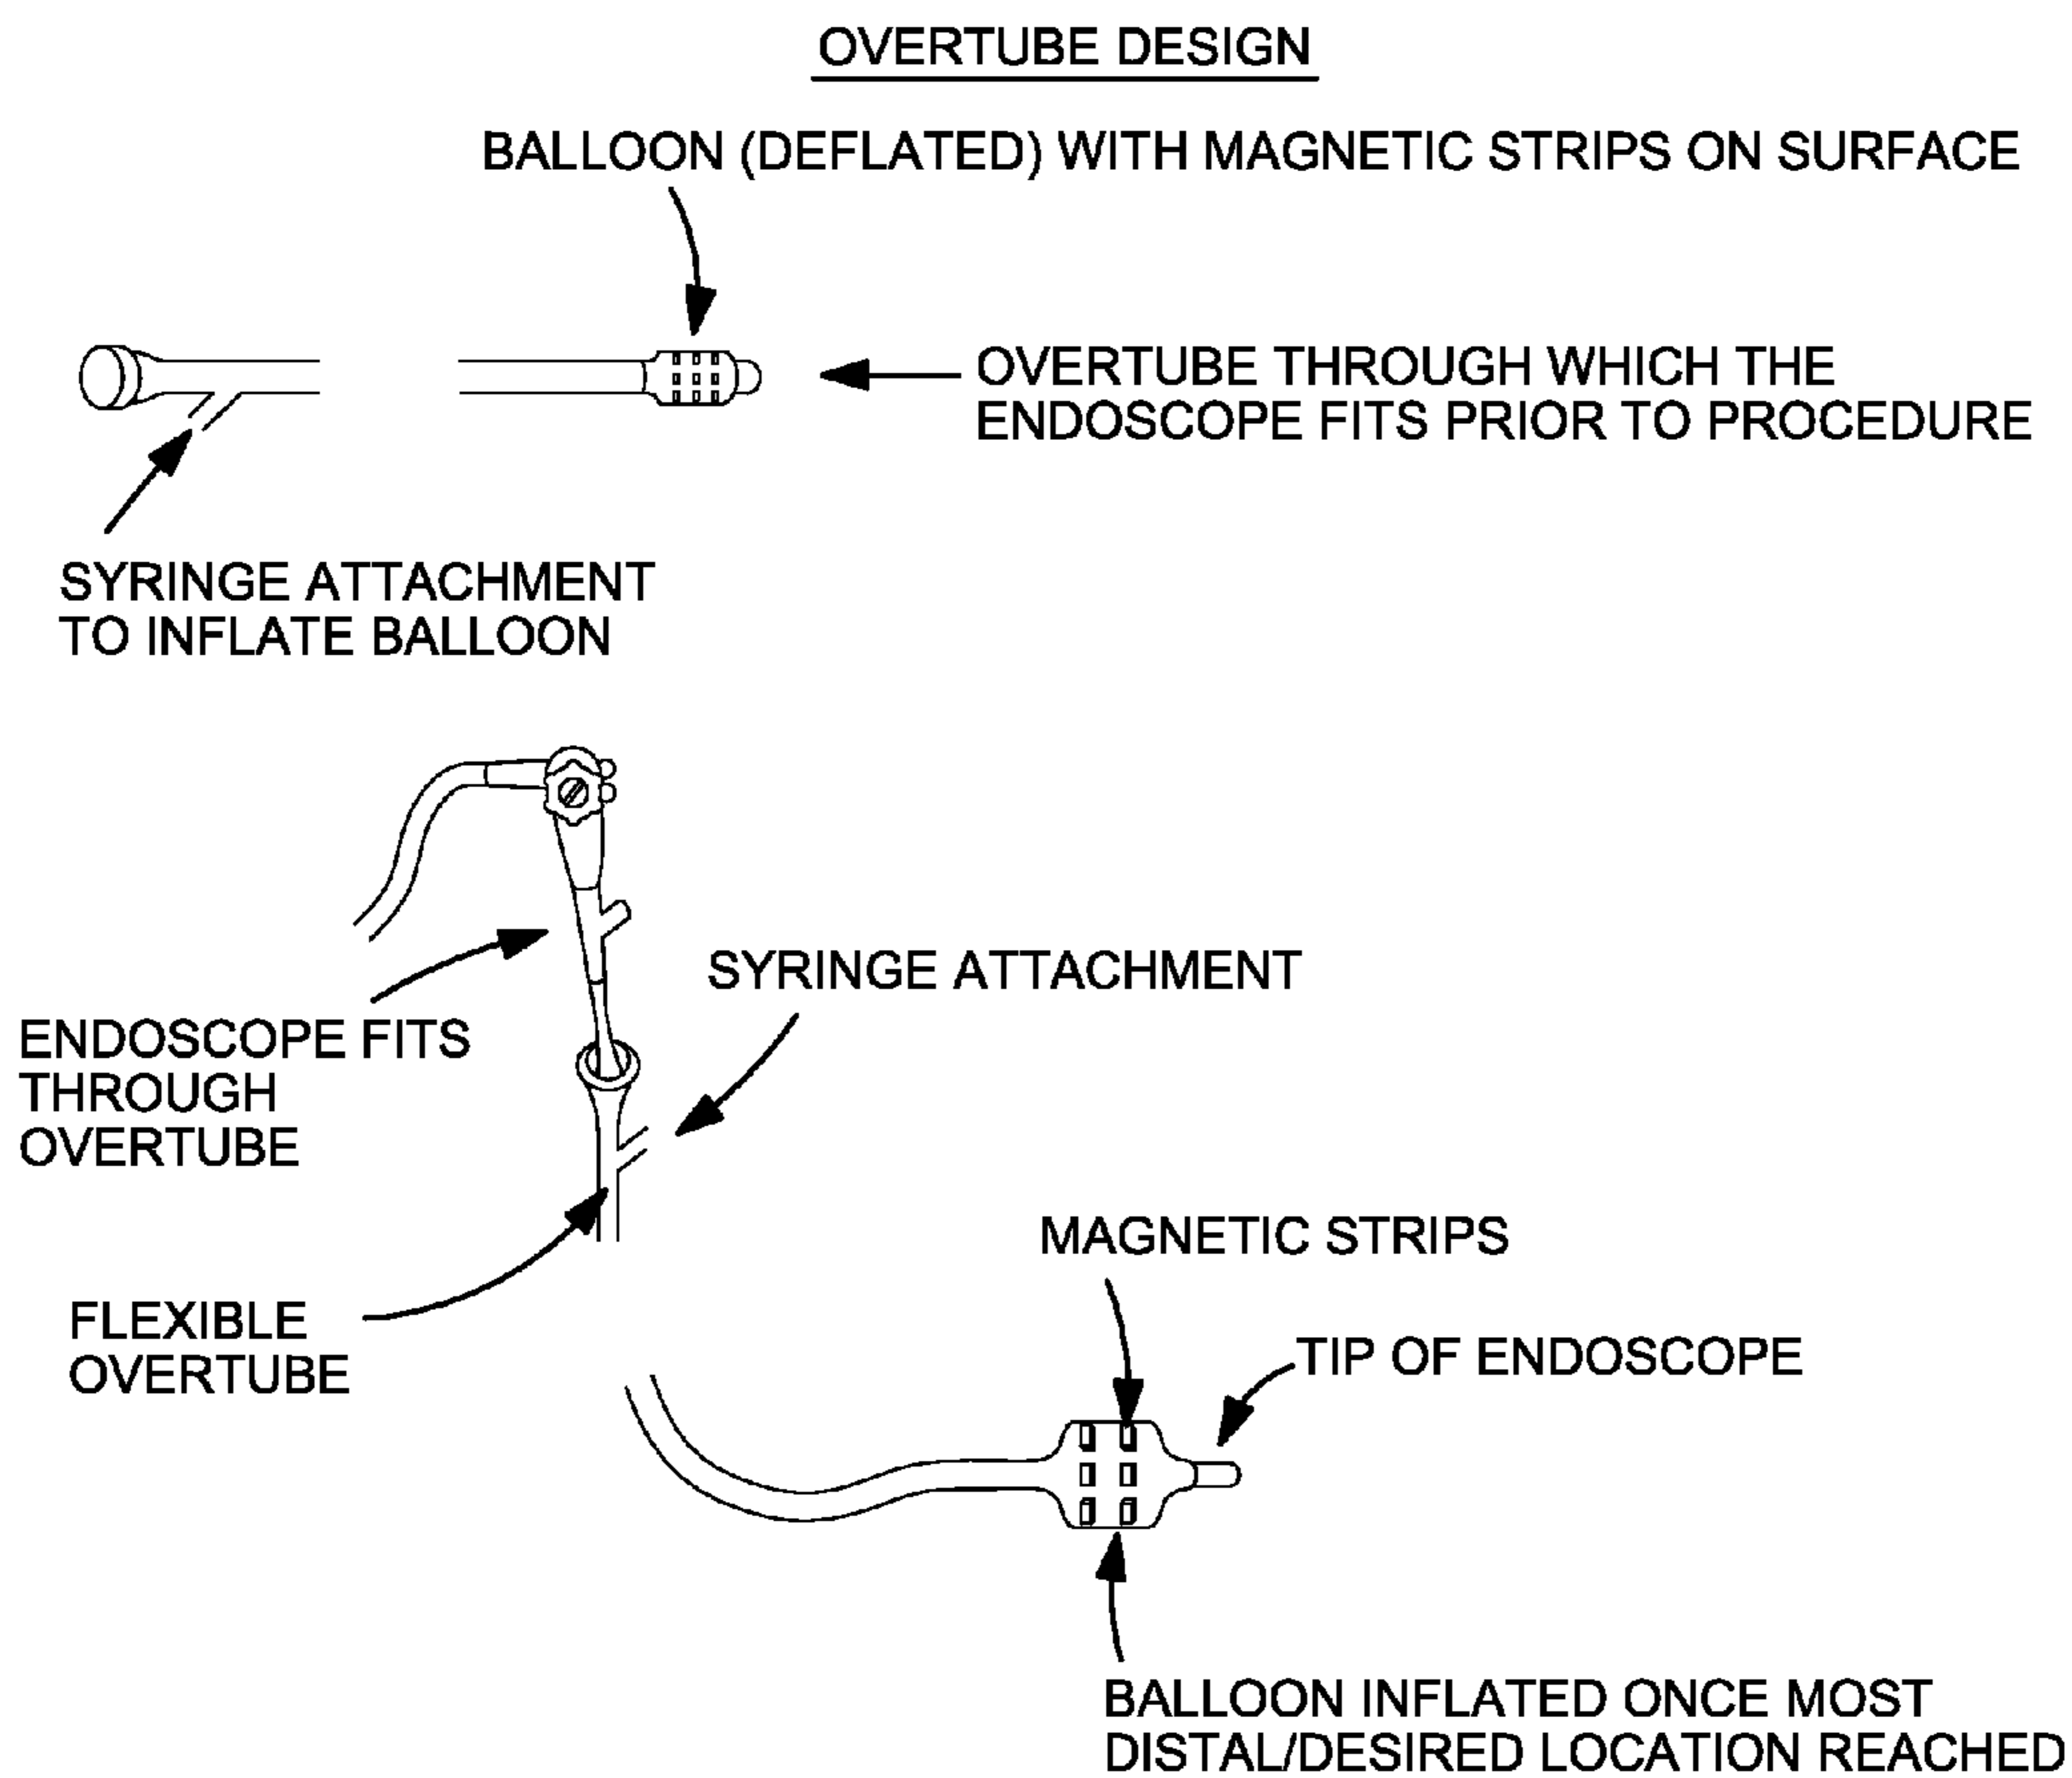 OVERTUBE DESIGN
BALLOON (DEFLATED) WITH MAGNETIC STRIPS ON SURFACE
OVERTUBE THROUGH WHICH THE
ENDOSCOPE FITS PRIOR TO PROCEDURE
SYRINGE ATTACHMENT
TO INFLATE BALLOON
SYRINGE ATTACHMENT
ENDOSCOPE FITS
THROUGH
OVERTUBE
MAGNETIC STRIPS
FLEXIBLE
OVERTUBE
TIP OF ENDOSCOPE
BALLOON INFLATED ONCE MOST
DISTAL/DESIRED LOCATION REACHED